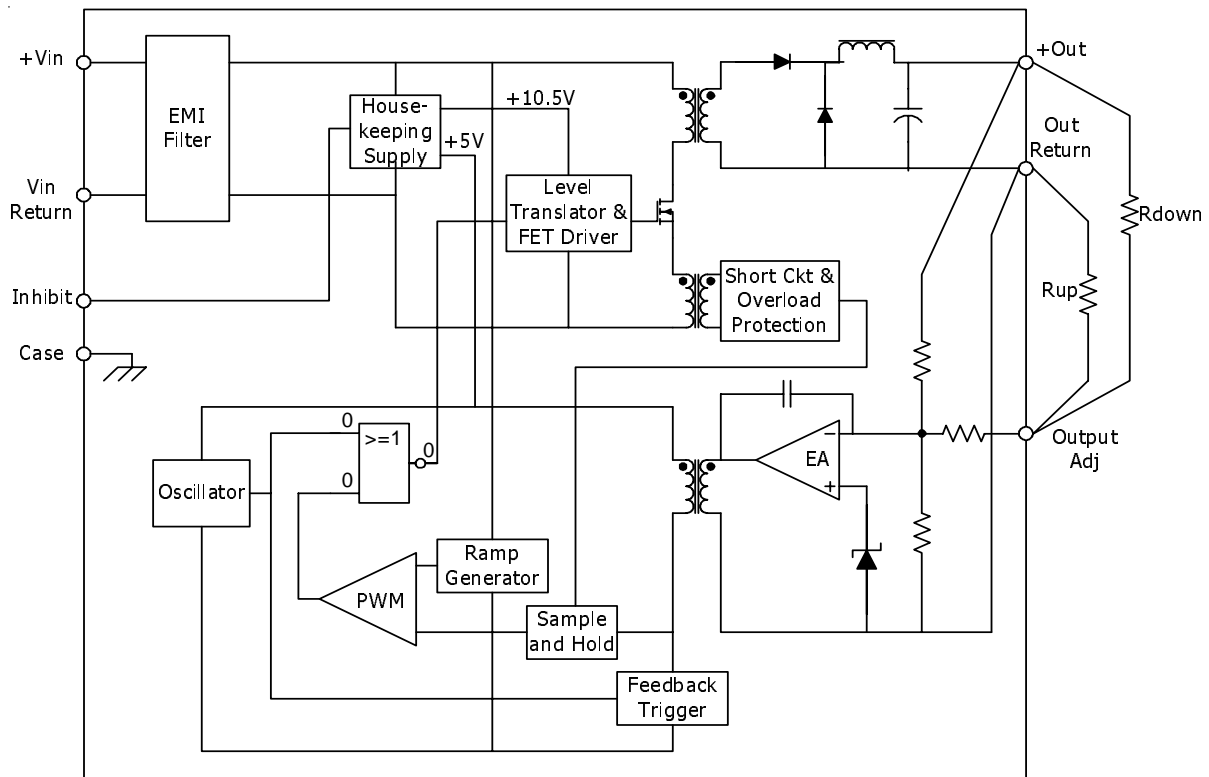 +Vin
EMI
Filter
House-
keeping
Supply
+10.5V
+5V
+Out
Out
Return
Vin
Return
Level
Translator &
FET Driver
Rdown
Inhibit
Short Ckt &
Overload
Protection
Rup
Case
0
>=1
0
0
EA
−
+
Output
Adj
Oscillator
Ramp
Generator
PWM
Sample
and Hold
Feedback
Trigger